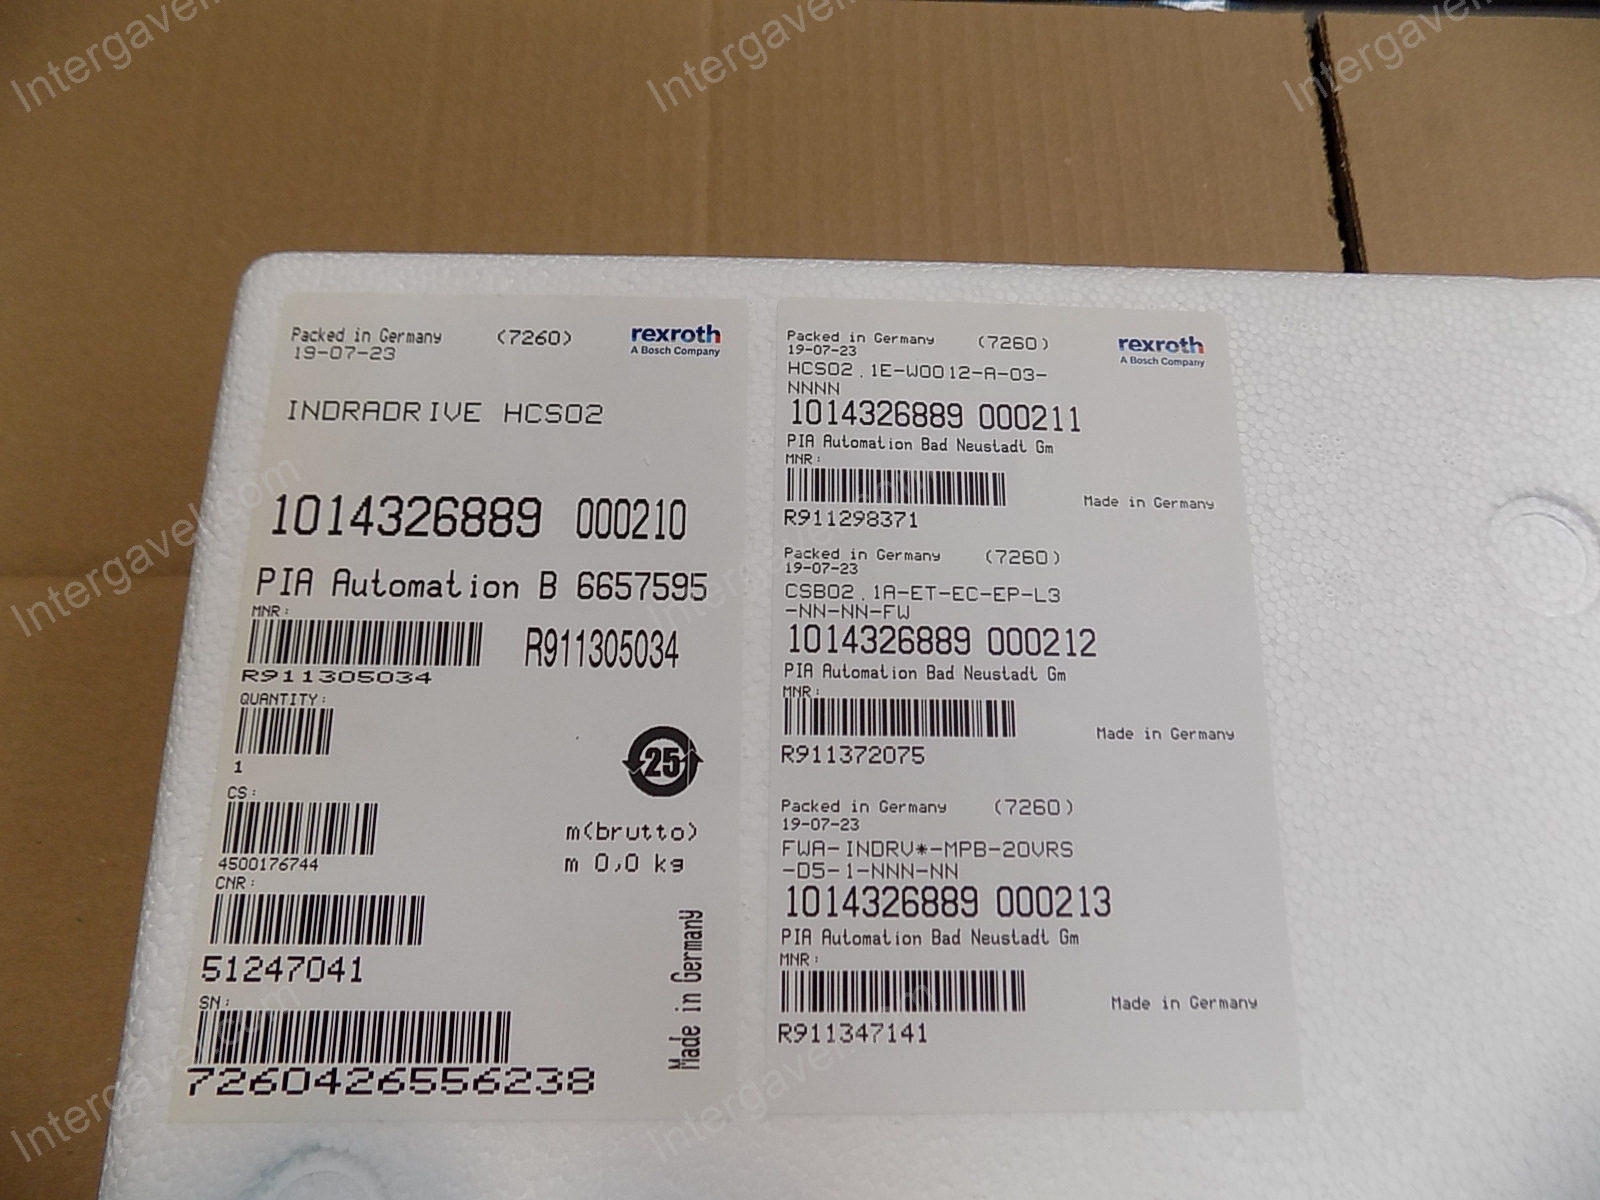 Packed in Germany (7260) rexroth
19-07-23 A Bosch Company
INDRADRIVE HCS02
1014326889 000210
PIA Automation B 6657595
MNR:
R911305034
R911305034
QUANTITY:
1
25
CS:
4500176744
m(brutto)
m 0,0 kg
CNR:
51247041
SN:
7260426556238
Made in Germany
Packed in Germany (7260) rexroth
19-07-23 A Bosch Company
HCS02.1E-W0012-A-03-
NNNN
1014326889 000211
PIA Automation Bad Neustadt Gm
MNR:
Made in Germany
R911298371
Packed in Germany (7260)
19-07-23
CSB02.1A-ET-EC-EP-L3
-NN-NN-FW
1014326889 000212
PIA Automation Bad Neustadt Gm
MNR:
Made in Germany
R911372075
Packed in Germany (7260)
19-07-23
FWA-INDRV*-MPB-20VRS
-D5-1-NNN-NN
1014326889 000213
PIA Automation Bad Neustadt Gm
MNR:
Made in Germany
R911347141
Intergavel.com